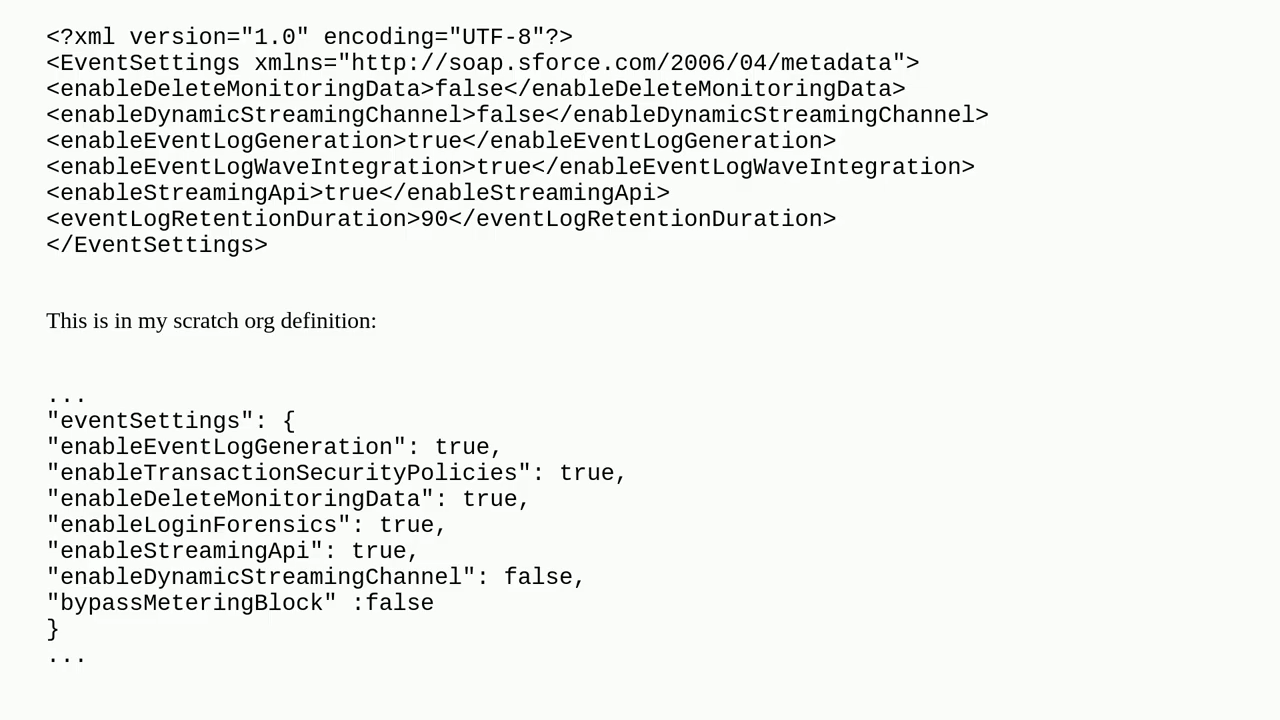 <?xml version="1.0" encoding="UTF-8"?>
<EventSettings xmlns="http://soap.sforce.com/2006/04/metadata">
<enableDeleteMonitoringData>false</enableDeleteMonitoringData>
<enableDynamicStreamingChannel>false</enableDynamicStreamingChannel>
<enableEventLogGeneration>true</enableEventLogGeneration>
<enableEventLogWaveIntegration>true</enableEventLogWaveIntegration>
<enableStreamingApi>true</enableStreamingApi>
<eventLogRetentionDuration>90</eventLogRetentionDuration>
</EventSettings>
This is in my scratch org definition:
...
"eventSettings": {
"enableEventLogGeneration": true,
"enableTransactionSecurityPolicies": true,
"enableDeleteMonitoringData": true,
"enableLoginForensics": true,
"enableStreamingApi": true,
"enableDynamicStreamingChannel": false,
"bypassMeteringBlock" :false
}
...